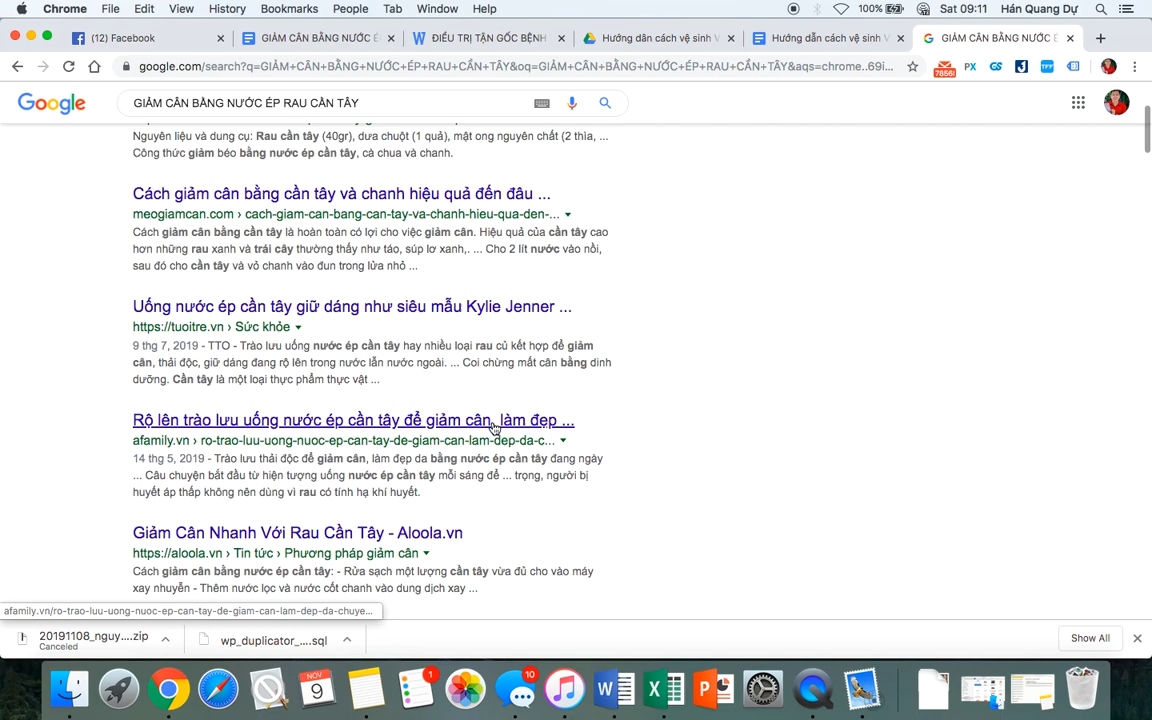 Chrome File Edit View History Bookmarks People Tab Window Help 100% Sat 09:11 Hán Quang Dự
(12) Facebook
GIẢM CÂN BẰNG NƯỚC É
ĐIỀU TRỊ TẬN GỐC BỆNH
Hướng dẫn cách vệ sinh V
Hướng dẫn cách vệ sinh V
GIẢM CÂN BẰNG NƯỚC É
google.com/search?q=GIẢM+CÂN+BẰNG+NƯỚC+ÉP+RAU+CẦN+TÂY&oq=GIẢM+CÂN+BẰNG+NƯỚC+ÉP+RAU+CẦN+TÂY&aqs=chrome..69i...
7856
PX
GS
J
TPF
Google
GIẢM CÂN BẰNG NƯỚC ÉP RAU CẦN TÂY
Nguyên liệu và dung cụ: Rau cần tây (40gr), dưa chuột (1 quả), mật ong nguyên chất (2 thìa, ...
Công thức giảm béo bằng nước ép cần tây, cà chua và chanh.
Cách giảm cân bằng cần tây và chanh hiệu quả đến đâu ...
meogiamcan.com › cach-giam-can-bang-can-tay-va-chanh-hieu-qua-den-...
Cách giảm cân bằng cần tây là hoàn toàn có lợi cho việc giảm cân. Hiệu quả của cần tây cao
hơn những rau xanh và trái cây thường thấy như táo, súp lơ xanh,. ... Cho 2 lít nước vào nồi,
sau đó cho cần tây và vỏ chanh vào đun trong lửa nhỏ ...
Uống nước ép cần tây giữ dáng như siêu mẫu Kylie Jenner ...
https://tuoitre.vn › Sức khỏe
9 thg 7, 2019 - TTO - Trào lưu uống nước ép cần tây hay nhiều loại rau củ kết hợp để giảm
cân, thải độc, giữ dáng đang rộ lên trong nước lẫn nước ngoài. ... Coi chừng mất cân bằng dinh
dưỡng. Cần tây là một loại thực phẩm thực vật ...
Rộ lên trào lưu uống nước ép cần tây để giảm cân, làm đẹp ...
afamily.vn › ro-trao-luu-uong-nuoc-ep-can-tay-de-giam-can-lam-dep-da-c...
14 thg 5, 2019 - Trào lưu thải độc để giảm cân, làm đẹp da bằng nước ép cần tây đang ngày
... Câu chuyện bắt đầu từ hiện tượng uống nước ép cần tây mỗi sáng để ... trọng, người bị
huyết áp thấp không nên dùng vì rau có tính hạ khí huyết.
Giảm Cân Nhanh Với Rau Cần Tây - Aloola.vn
https://aloola.vn › Tin tức › Phương pháp giảm cân
Cách giảm cân bằng nước ép cần tây: - Rửa sạch một lượng cần tây vừa đủ cho vào máy
xay nhuyễn - Thêm nước lọc và nước cốt chanh vào dung dịch xay ...
afamily.vn/ro-trao-luu-uong-nuoc-ep-can-tay-de-giam-can-lam-dep-da-chuye...
20191108_nguy....zip
Canceled
wp_duplicator_....sql
Show All
NOV
9
1
10